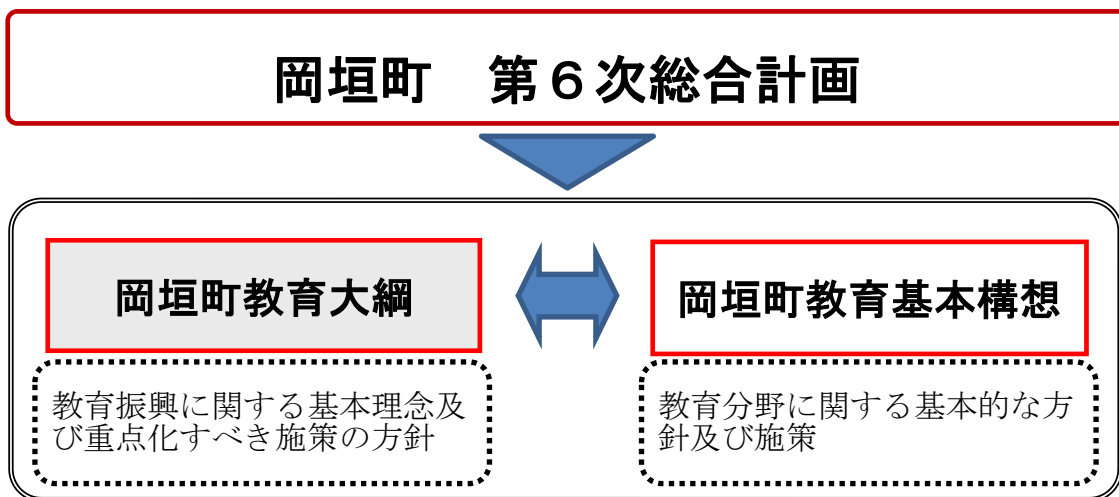 岡垣町　第６次総合計画
岡垣町教育大綱
教育振興に関する基本理念及
び重点化すべき施策の方針
岡垣町教育基本構想
教育分野に関する基本的な方
針及び施策